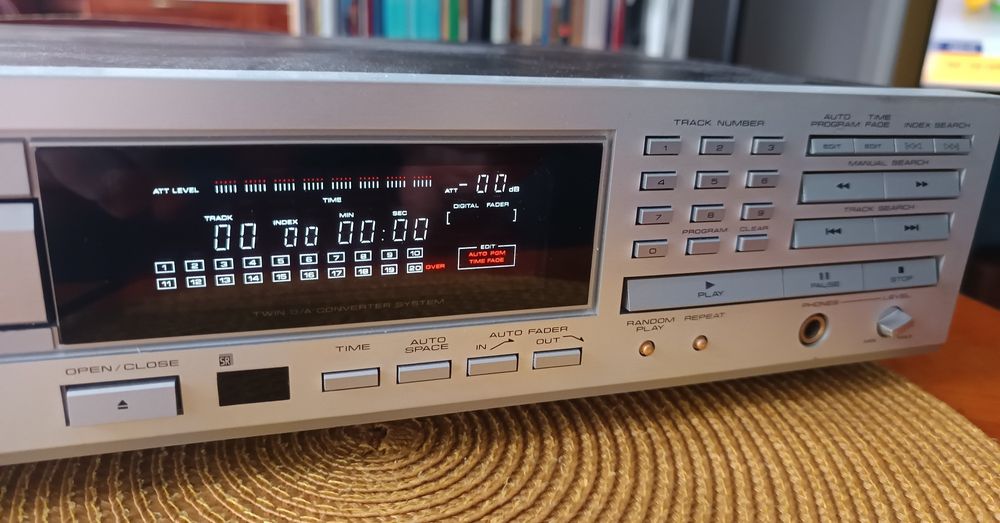 ATT LEVEL
ATT -00 dB
TIME
DIGITAL FADER
[ ]
TRACK INDEX MIN SEC
00 00 00:00
1 2 3 4 5 6 7 8 9 10
11 12 13 14 15 16 17 18 19 20 OVER
EDIT
AUTO PGM
TIME FADE
TWIN D/A CONVERTER SYSTEM
OPEN/CLOSE
SR
TIME
AUTO SPACE
AUTO FADER
IN
OUT
TRACK NUMBER
1 2 3
4 5 6
7 8 9
PROGRAM CLEAR
0
AUTO PROGRAM
TIME FADE
INDEX SEARCH
EDIT EDIT
MANUAL SEARCH
TRACK SEARCH
PLAY
PAUSE
STOP
RANDOM PLAY
REPEAT
PHONES
LEVEL
MIN
MAX